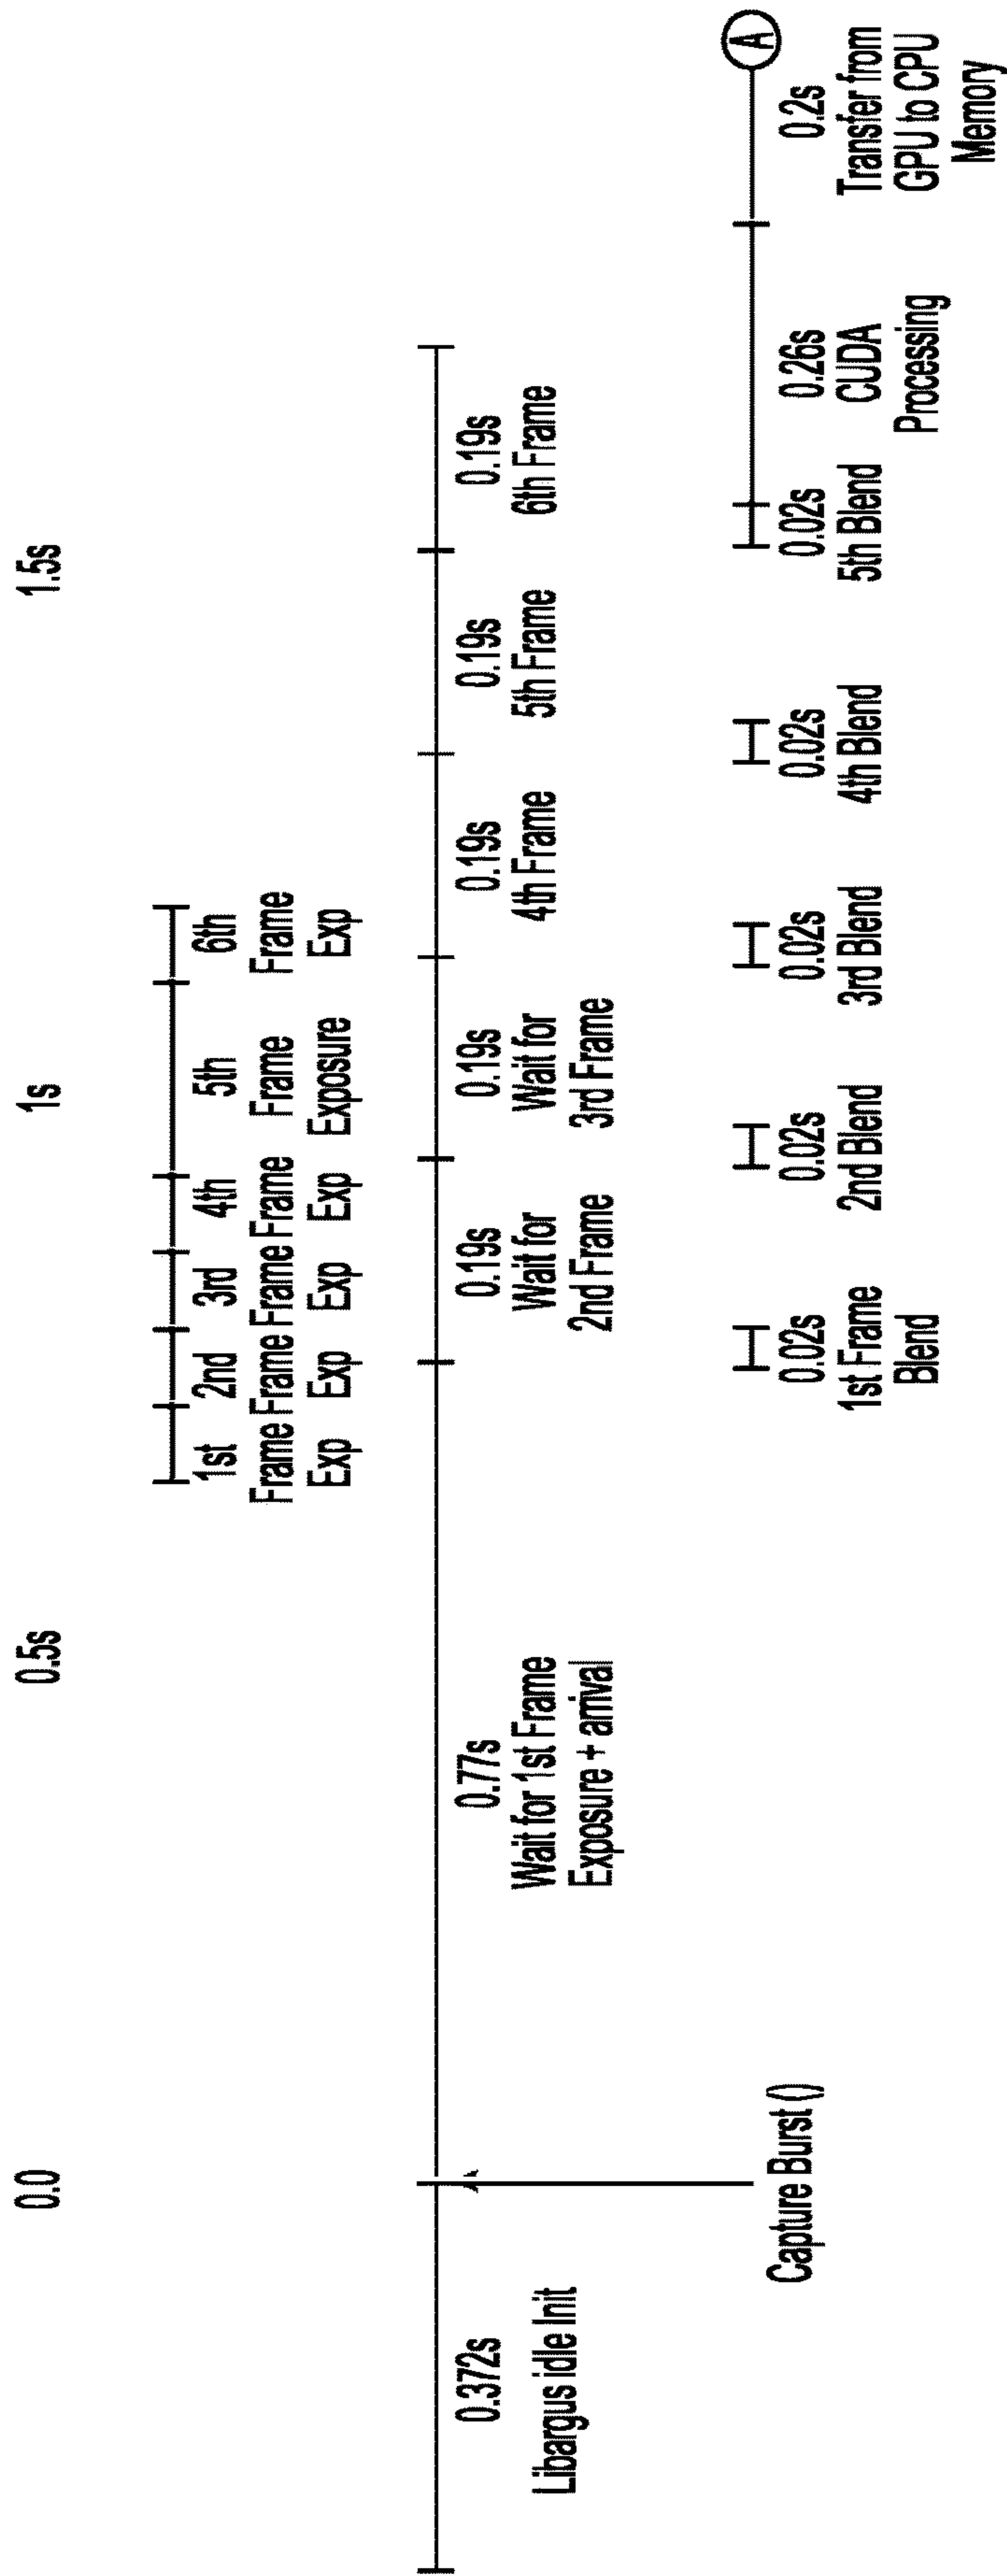 0.0
0.5s
1s
1.5s
1st
Frame
Exp
2nd
Frame
Exp
3rd
Frame
Exp
4th
Frame
Exp
5th
Frame
Exposure
6th
Frame
Exp
0.372s
Libargus idle Init
0.77s
Wait for 1st Frame
Exposure + arrival
0.19s
Wait for
2nd Frame
0.19s
Wait for
3rd Frame
0.19s
4th Frame
0.19s
5th Frame
0.19s
6th Frame
Capture Burst ()
0.02s
1st Frame
Blend
0.02s
2nd Blend
0.02s
3rd Blend
0.02s
4th Blend
0.02s
5th Blend
0.26s
CUDA
Processing
0.2s
Transfer from
GPU to CPU
Memory
A